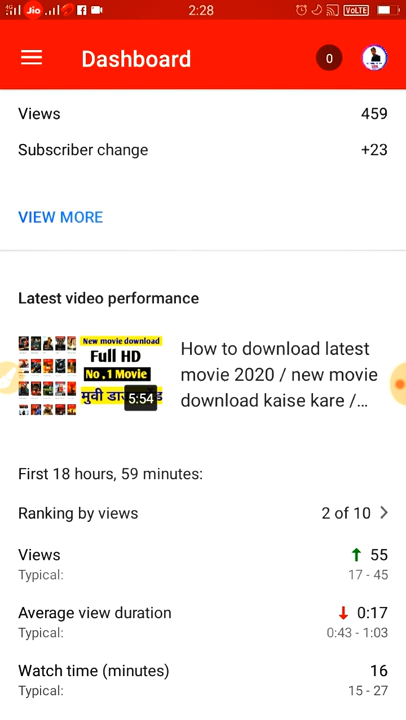 4G Jio 2:28 VoLTE
Dashboard 0
Views 459
Subscriber change +23
VIEW MORE
Latest video performance
New movie download
Full HD
No,1 Movie
मुवी 5:54
How to download latest
movie 2020 / new movie
download kaise kare /...
First 18 hours, 59 minutes:
Ranking by views 2 of 10
Views 55
Typical: 17 - 45
Average view duration 0:17
Typical: 0:43 - 1:03
Watch time (minutes) 16
Typical: 15 - 27